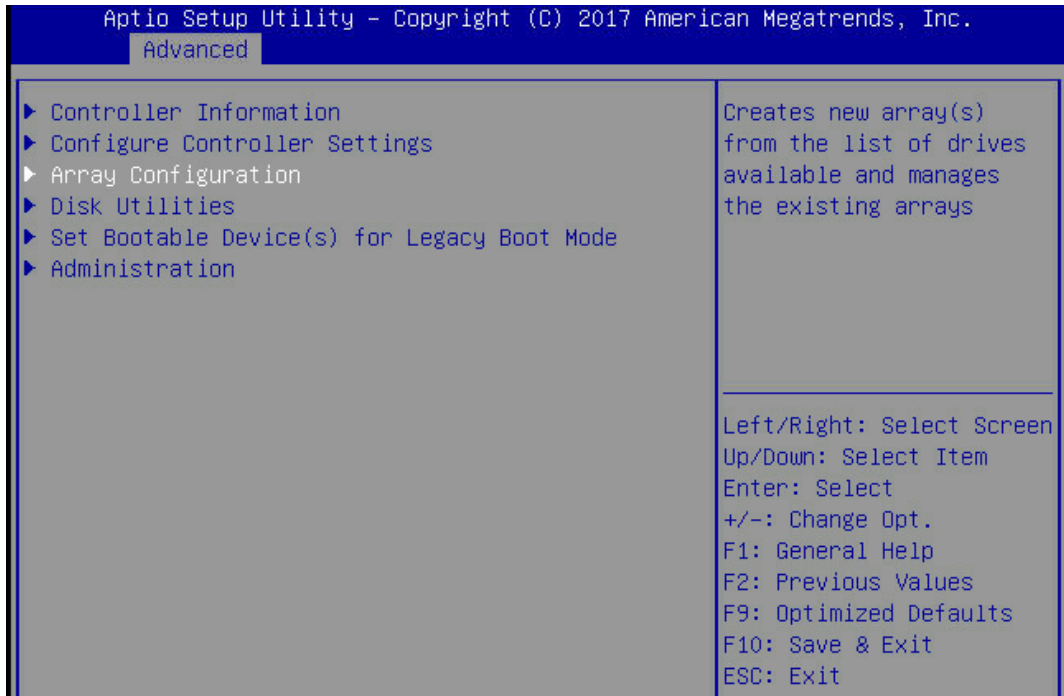 Aptio Setup Utility – Copyright (C) 2017 American Megatrends, Inc.
Advanced
Controller Information
Configure Controller Settings
Array Configuration
Disk Utilities
Set Bootable Device(s) for Legacy Boot Mode
Administration
Creates new array(s)
from the list of drives
available and manages
the existing arrays
Left/Right: Select Screen
Up/Down: Select Item
Enter: Select
+/-: Change Opt.
F1: General Help
F2: Previous Values
F9: Optimized Defaults
F10: Save & Exit
ESC: Exit